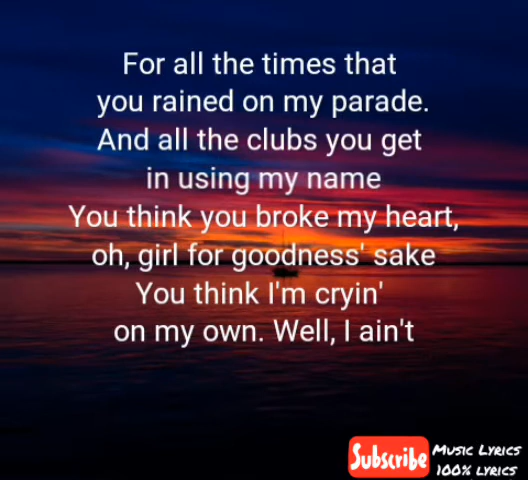 For all the times that
you rained on my parade.
And all the clubs you get
in using my name
You think you broke my heart,
oh, girl for goodness' sake
You think I'm cryin'
on my own. Well, I ain't
Subscribe
MUSIC LYRICS
100% LYRICS